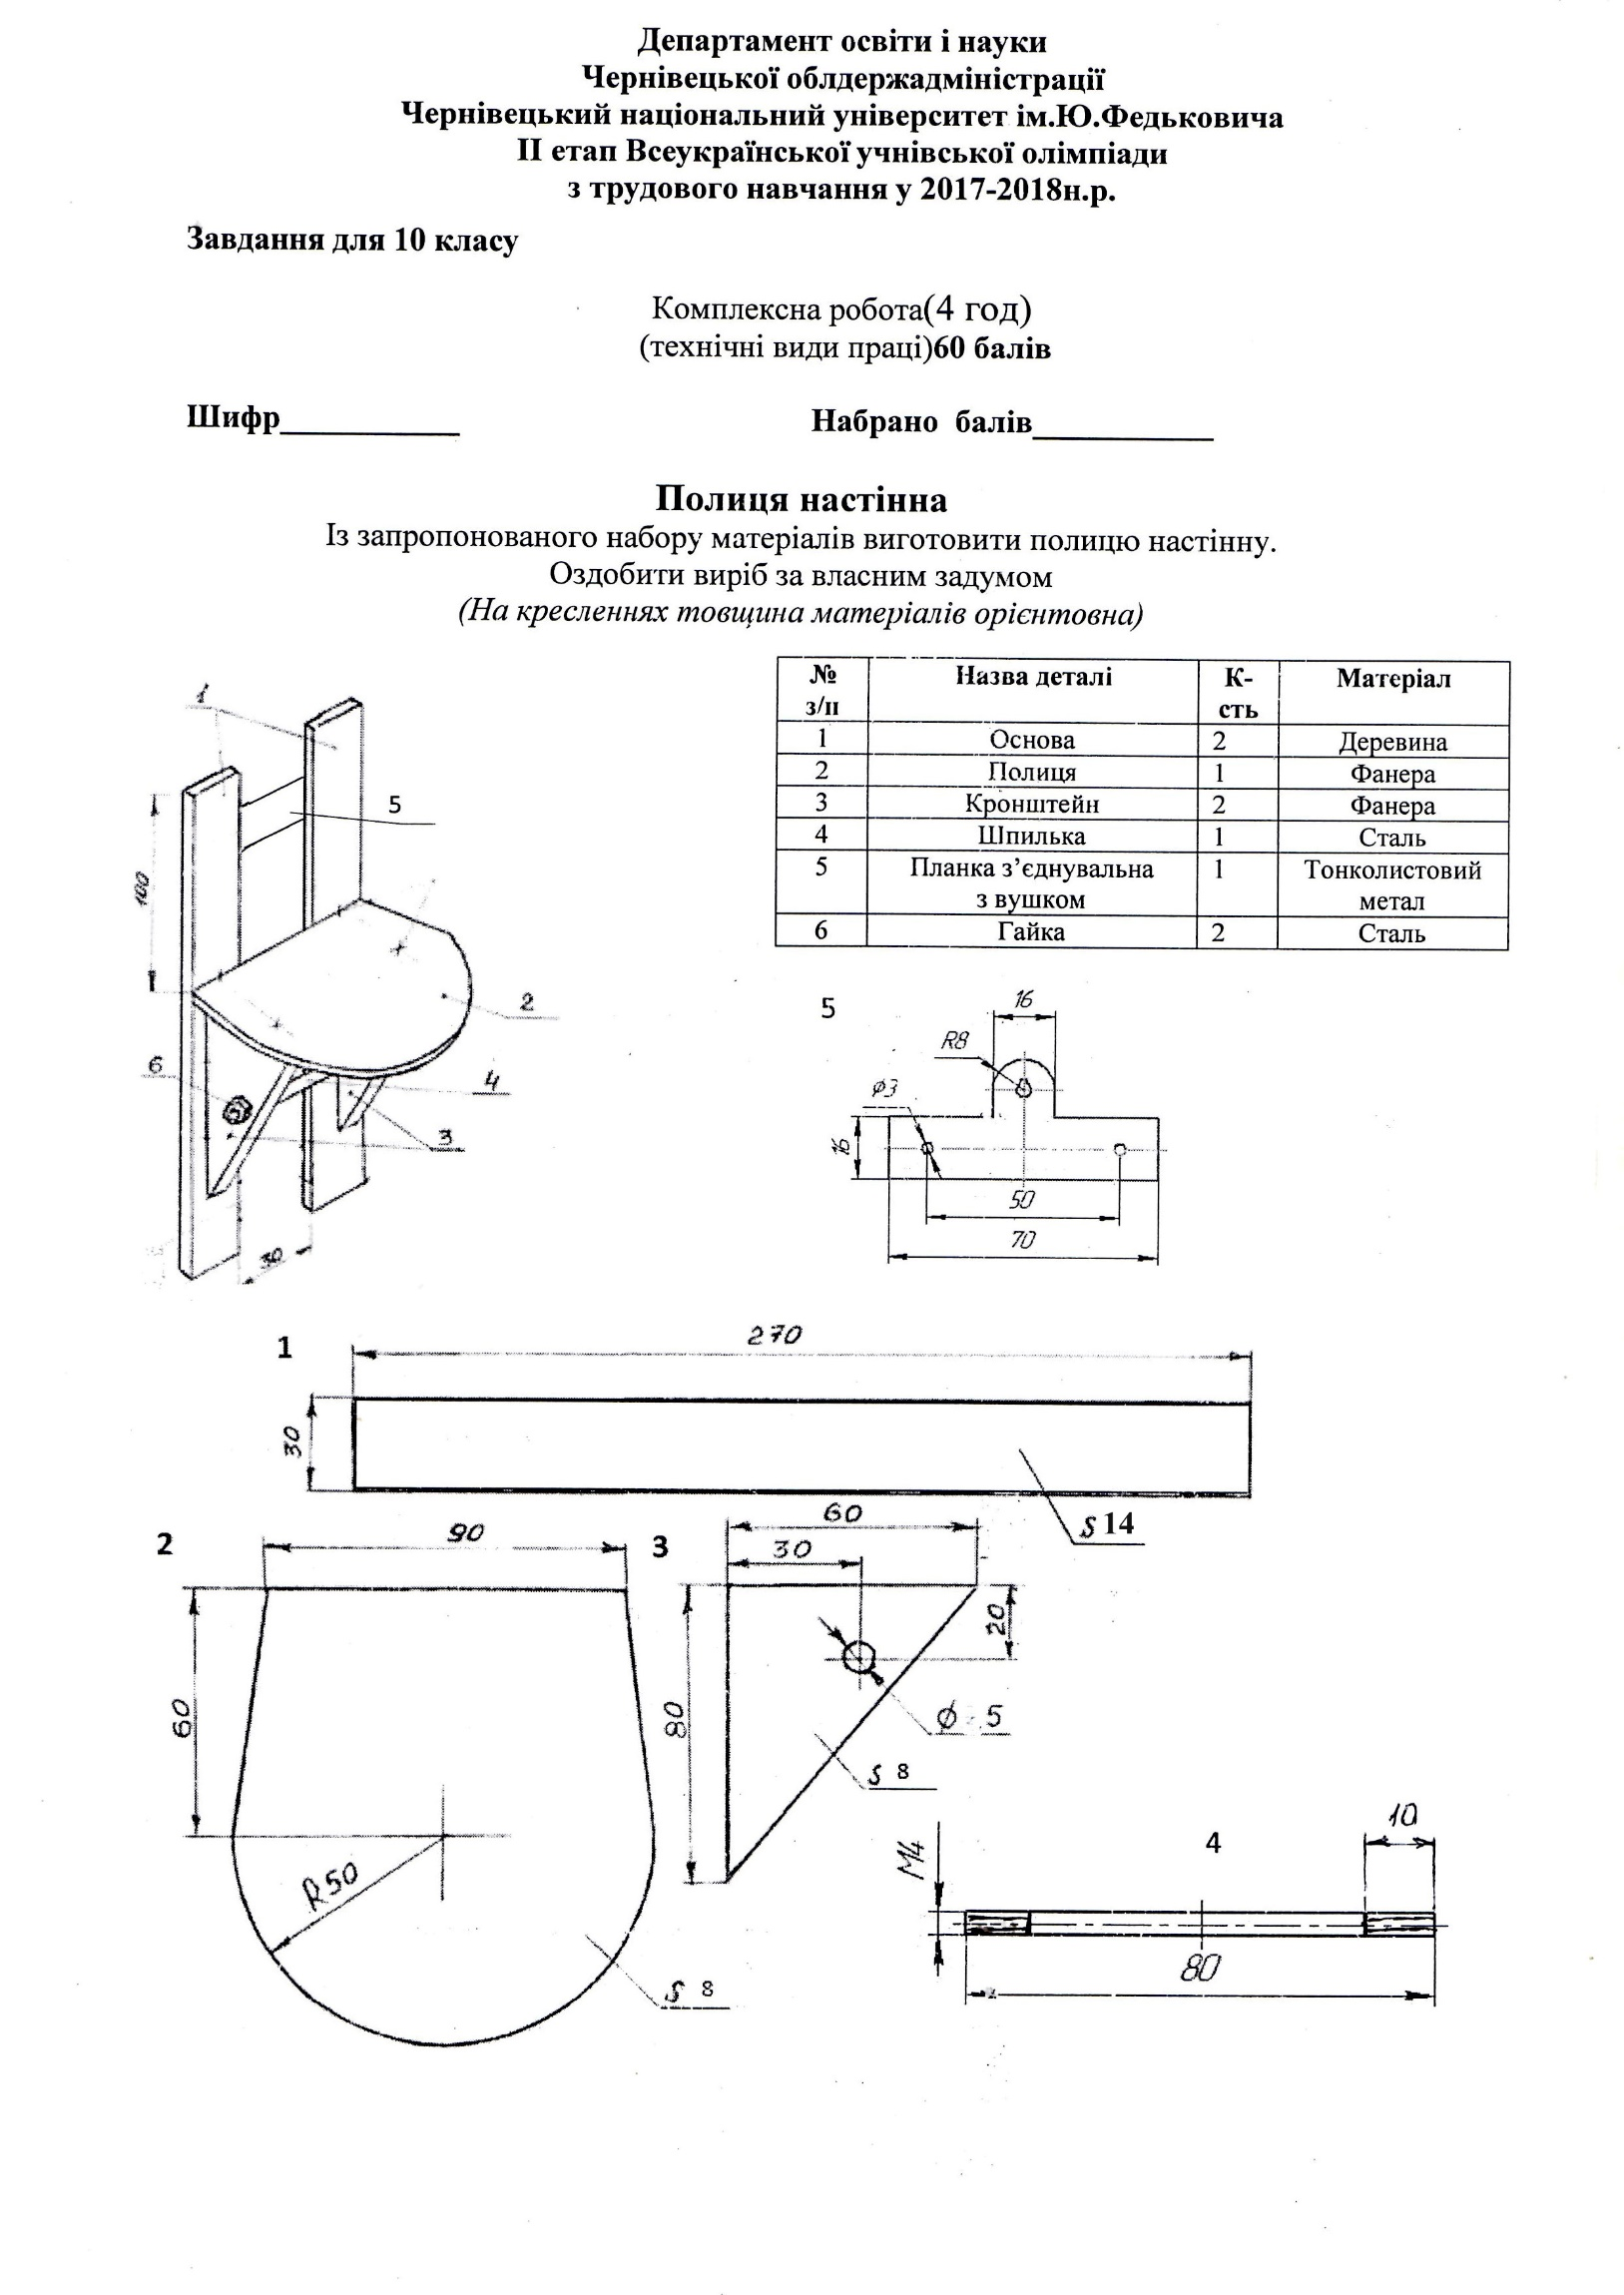 Департамент освіти і науки
Чернівецької облдержадміністрації
Чернівецький національний університет ім.Ю.Федьковича
ІІ етап Всеукраїнської учнівської олімпіади
з трудового навчання у 2017-2018н.р.
Завдання для 10 класу
Комплексна робота(4 год)
(технічні види праці)60 балів
Шифр___________ Набрано балів___________
Полиця настінна
Із запропонованого набору матеріалів виготовити полицю настінну.
Оздобити виріб за власним задумом
(На кресленнях товщина матеріалів орієнтовна)
№ з/п Назва деталі К-сть Матеріал
1 Основа 2 Деревина
2 Полиця 1 Фанера
3 Кронштейн 2 Фанера
4 Шпилька 1 Сталь
5 Планка з’єднувальна з вушком 1 Тонколистовий метал
6 Гайка 2 Сталь
1
5
100
2
6
4
3
30
5
16
R8
ϕ3
16
50
70
1
270
30
S 14
2
90
60
R50
S 8
3
60
30
20
80
ϕ 5
S 8
4
10
M4
80